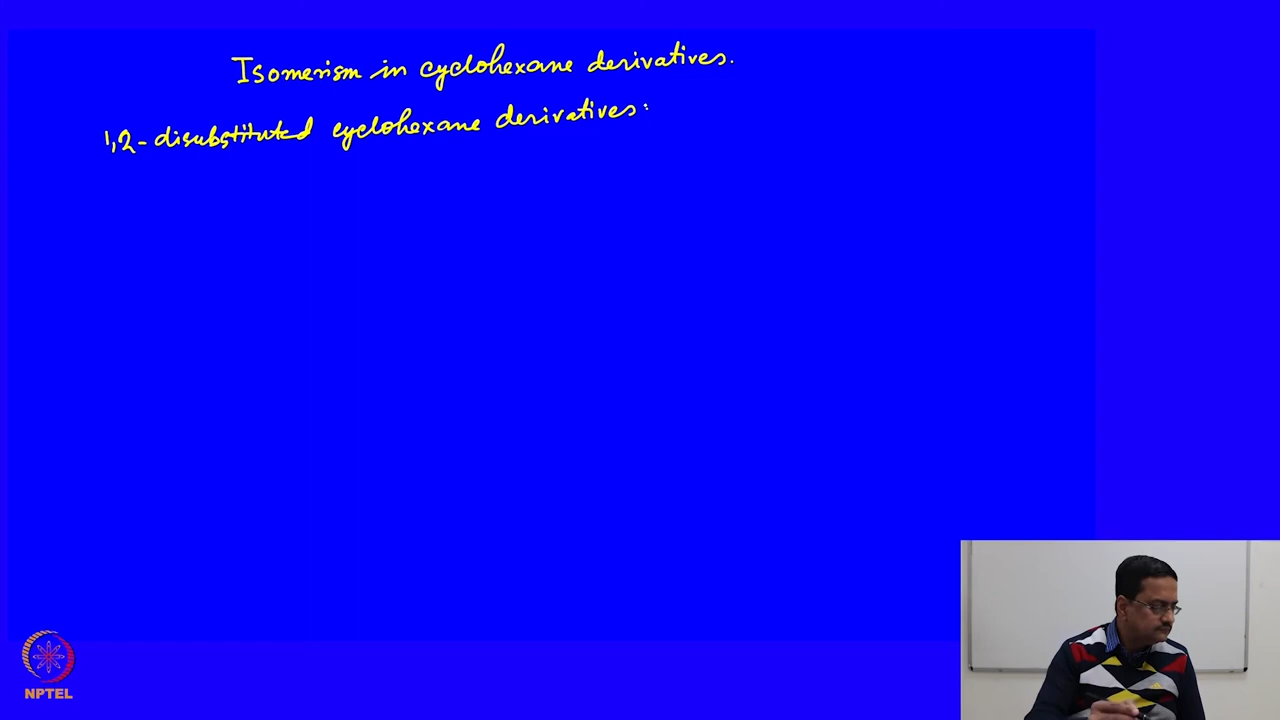 Isomerism in cyclohexane derivatives.
1,2-disubstituted cyclohexane derivatives:
NPTEL